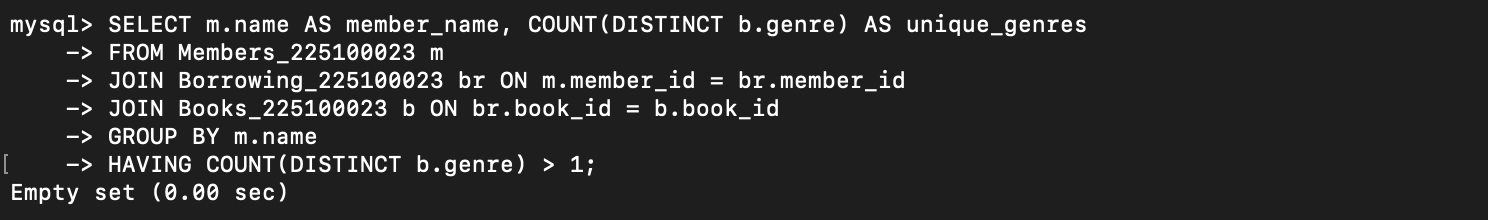 mysql> SELECT m.name AS member_name, COUNT(DISTINCT b.genre) AS unique_genres
    -> FROM Members_225100023 m
    -> JOIN Borrowing_225100023 br ON m.member_id = br.member_id
    -> JOIN Books_225100023 b ON br.book_id = b.book_id
    -> GROUP BY m.name
[    -> HAVING COUNT(DISTINCT b.genre) > 1;
Empty set (0.00 sec)